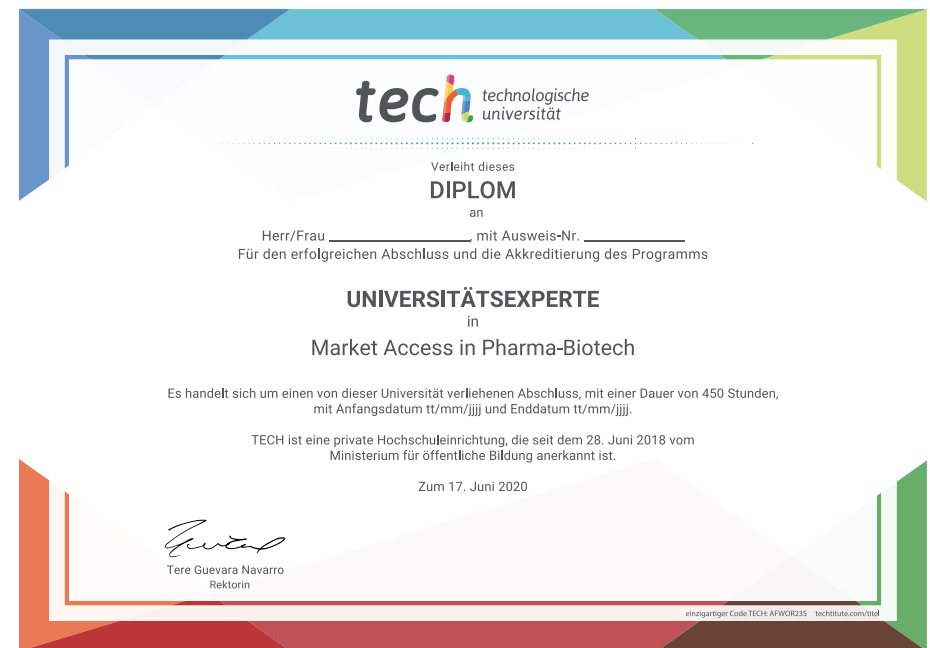 tech technologische
universität
Verleiht dieses
DIPLOM
an
Herr/Frau ____________________, mit Ausweis-Nr. ______________
Für den erfolgreichen Abschluss und die Akkreditierung des Programms
UNIVERSITÄTSEXPERTE
in
Market Access in Pharma-Biotech
Es handelt sich um einen von dieser Universität verliehenen Abschluss, mit einer Dauer von 450 Stunden,
mit Anfangsdatum tt/mm/jjjj und Enddatum tt/mm/jjjj.
TECH ist eine private Hochschuleinrichtung, die seit dem 28. Juni 2018 vom
Ministerium für öffentliche Bildung anerkannt ist.
Zum 17. Juni 2020
Tere Guevara Navarro
Rektorin
einzigartiger Code TECH: AFWOR23S techtitute.com/titel